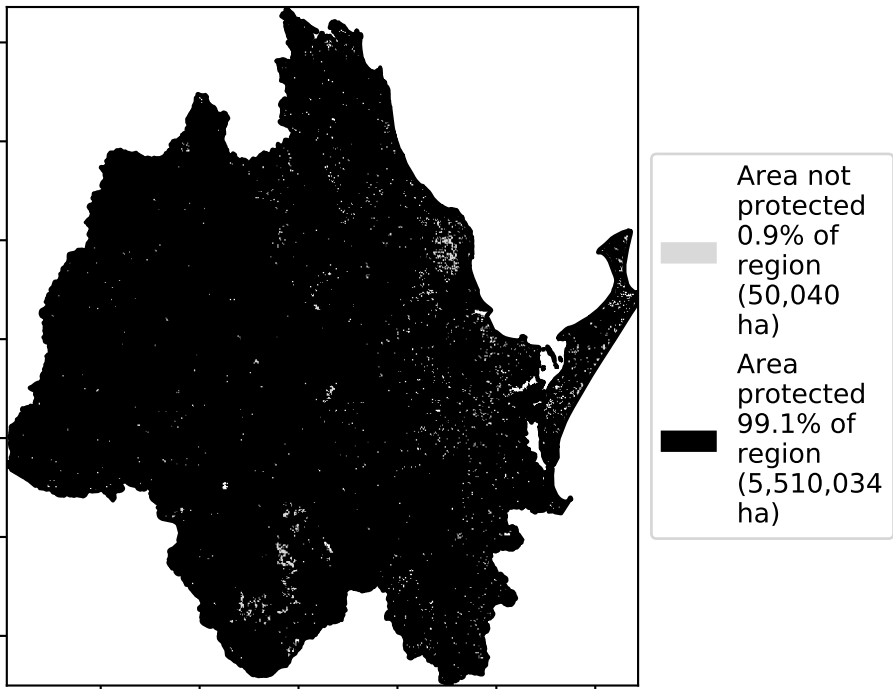 Area not
protected
0.9% of
region
(50,040
ha)
Area
protected
99.1% of
region
(5,510,034
ha)